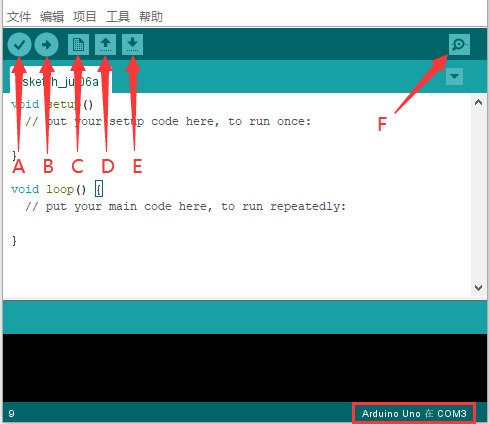 文件 编辑 项目 工具 帮助
sketch_jul06a
void setup()
// put your setup code here, to run once:
}
A B C D E F
void loop() {
// put your main code here, to run repeatedly:
}
9 Arduino Uno 在 COM3